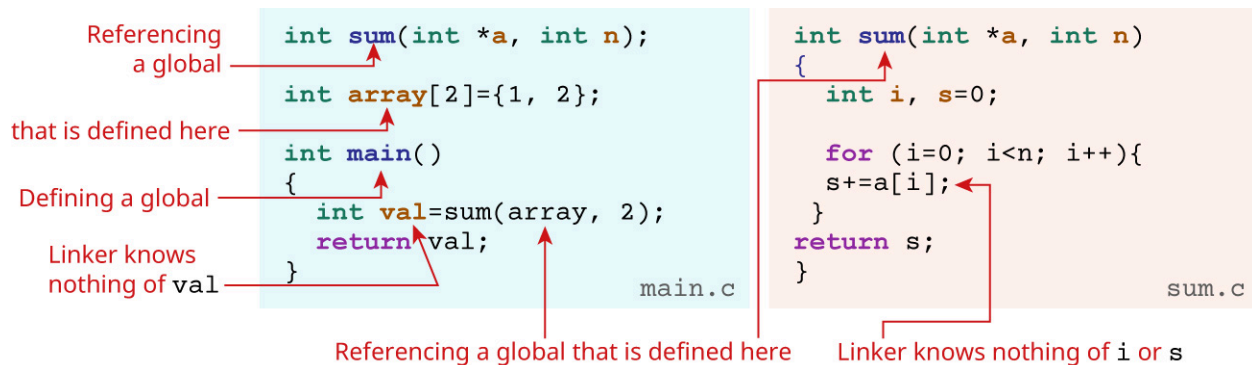 Referencing
a global
that is defined here
Defining a global
Linker knows
nothing of val
int sum(int *a, int n);
int array[2]={1, 2};
int main()
{
int val=sum(array, 2);
return val;
}
main.c
int sum(int *a, int n)
{
int i, s=0;
for (i=0; i<n; i++){
s+=a[i];
}
return s;
}
sum.c
Referencing a global that is defined here
Linker knows nothing of i or s